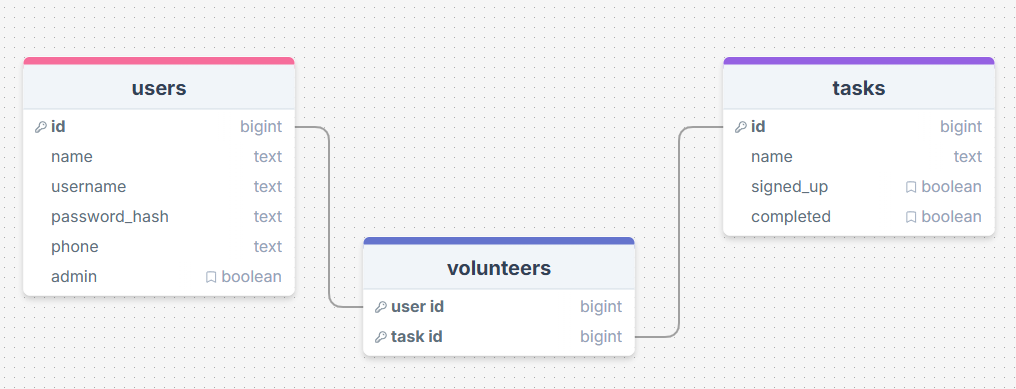 users
id bigint
name text
username text
password_hash text
phone text
admin boolean
volunteers
user id bigint
task id bigint
tasks
id bigint
name text
signed_up boolean
completed boolean